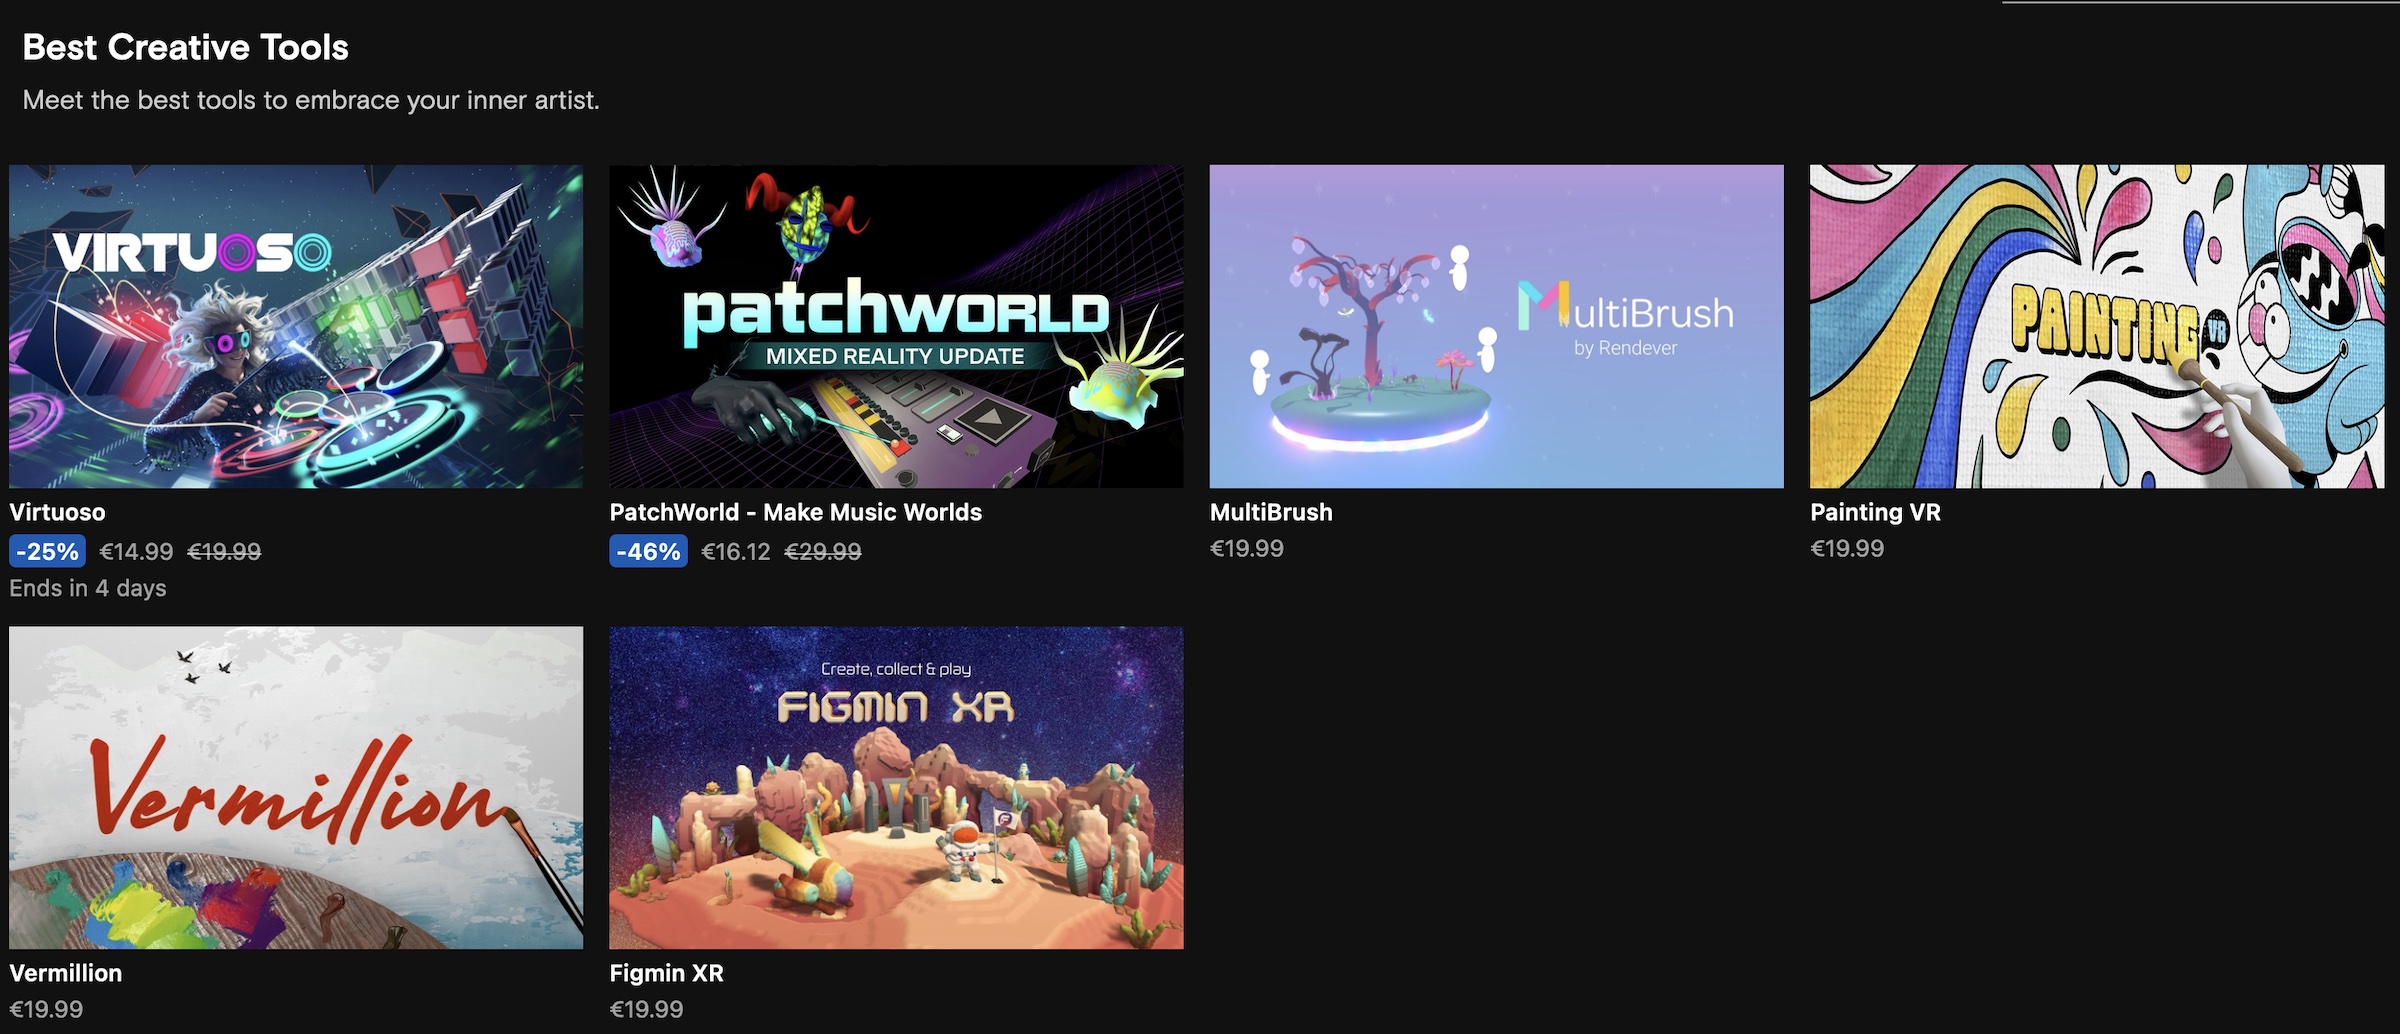 Best Creative Tools
Meet the best tools to embrace your inner artist.
VIRTUOSO
patchWORLD
MIXED REALITY UPDATE
MultiBrush
by Rendever
PAINTING VR
Virtuoso
-25% €14.99 €19.99
Ends in 4 days
PatchWorld - Make Music Worlds
-46% €16.12 €29.99
MultiBrush
€19.99
Painting VR
€19.99
Vermillion
Create, collect & play
FIGMIN XR
Vermillion
€19.99
Figmin XR
€19.99